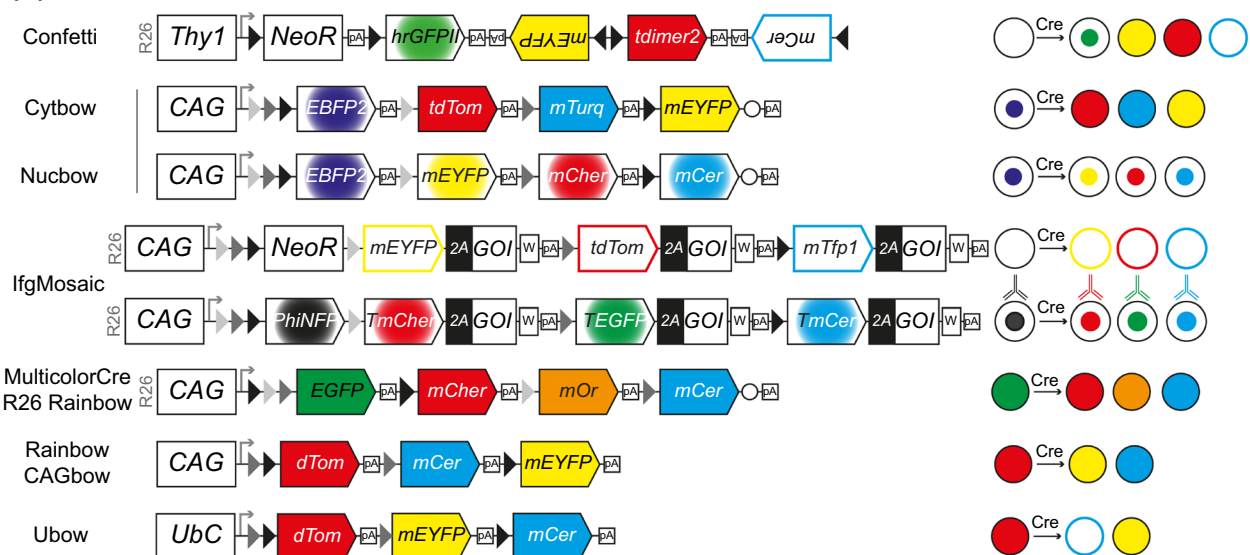 Confetti R26 Thy1 NeoR pA hrGFPII pA pA mEYFP tdimer2 pA pA mCer Cre
Cytbow CAG EBFP2 pA tdTom pA mTurq pA mEYFP pA Cre
Nucbow CAG EBFP2 pA mEYFP pA mCher pA mCer pA Cre
IfgMosaic
R26 CAG NeoR mEYFP 2A GOI W pA tdTom 2A GOI W pA mTfp1 2A GOI W pA Cre
R26 CAG PhiNFP TmCher 2A GOI W pA TEGFP 2A GOI W pA TmCer 2A GOI W pA Cre
MulticolorCre
R26 Rainbow R26 CAG EGFP pA mCher pA mOr pA mCer pA Cre
Rainbow
CAGbow CAG dTom pA mCer pA mEYFP pA Cre
Ubow UbC dTom pA mEYFP pA mCer pA Cre